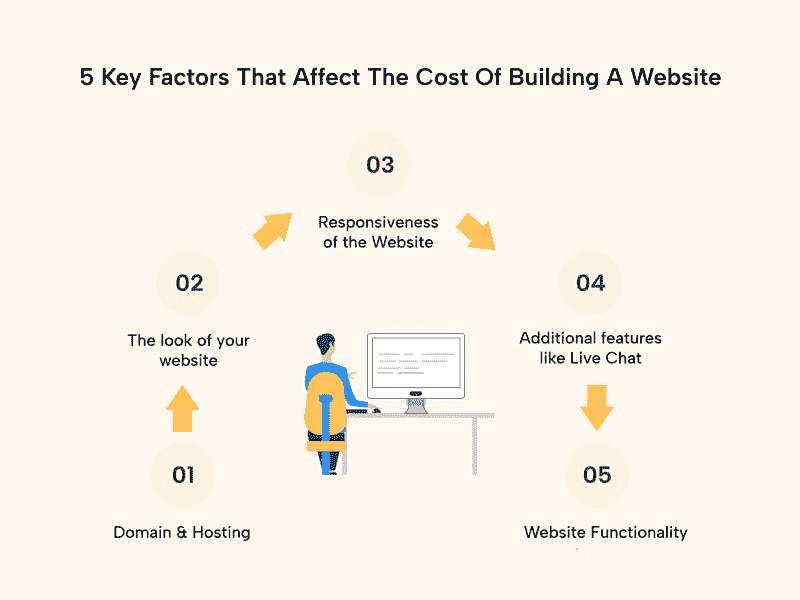 5 Key Factors That Affect The Cost Of Building A Website
03
Responsiveness
of the Website
02
The look of your
website
04
Additional features
like Live Chat
01
Domain & Hosting
05
Website Functionality